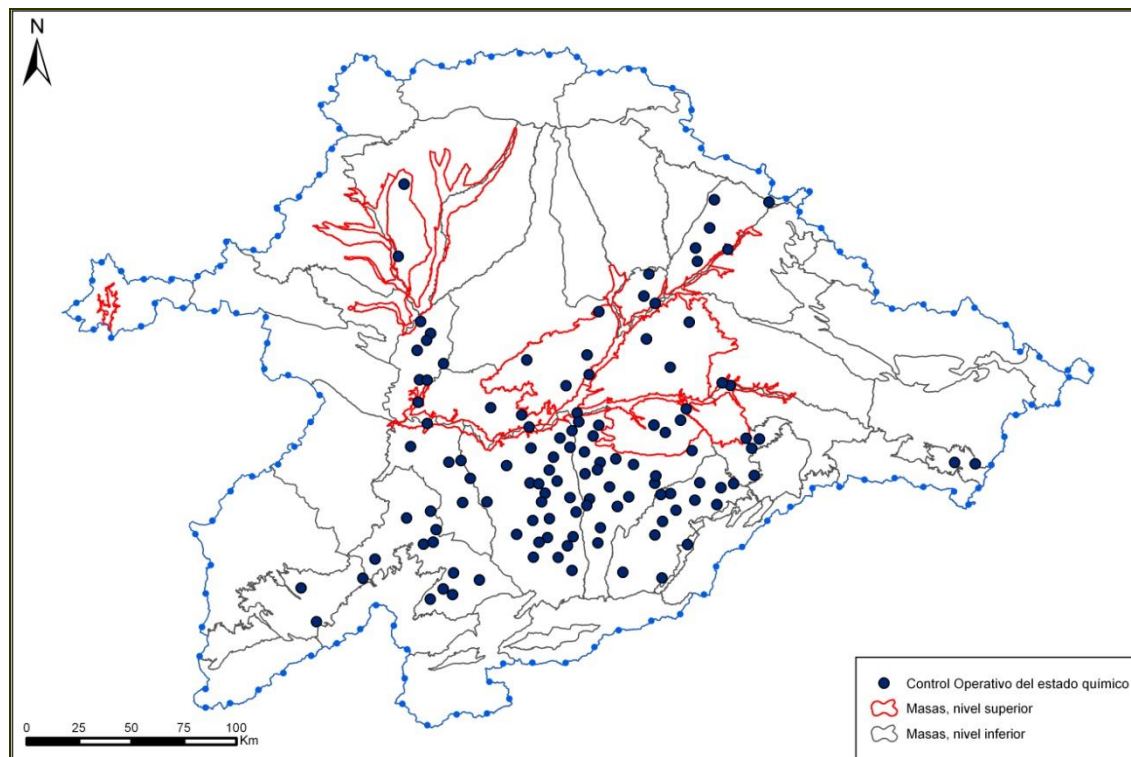 N
Control Operativo del estado químico
Masas, nivel superior
Masas, nivel inferior
0 25 50 75 100
Km